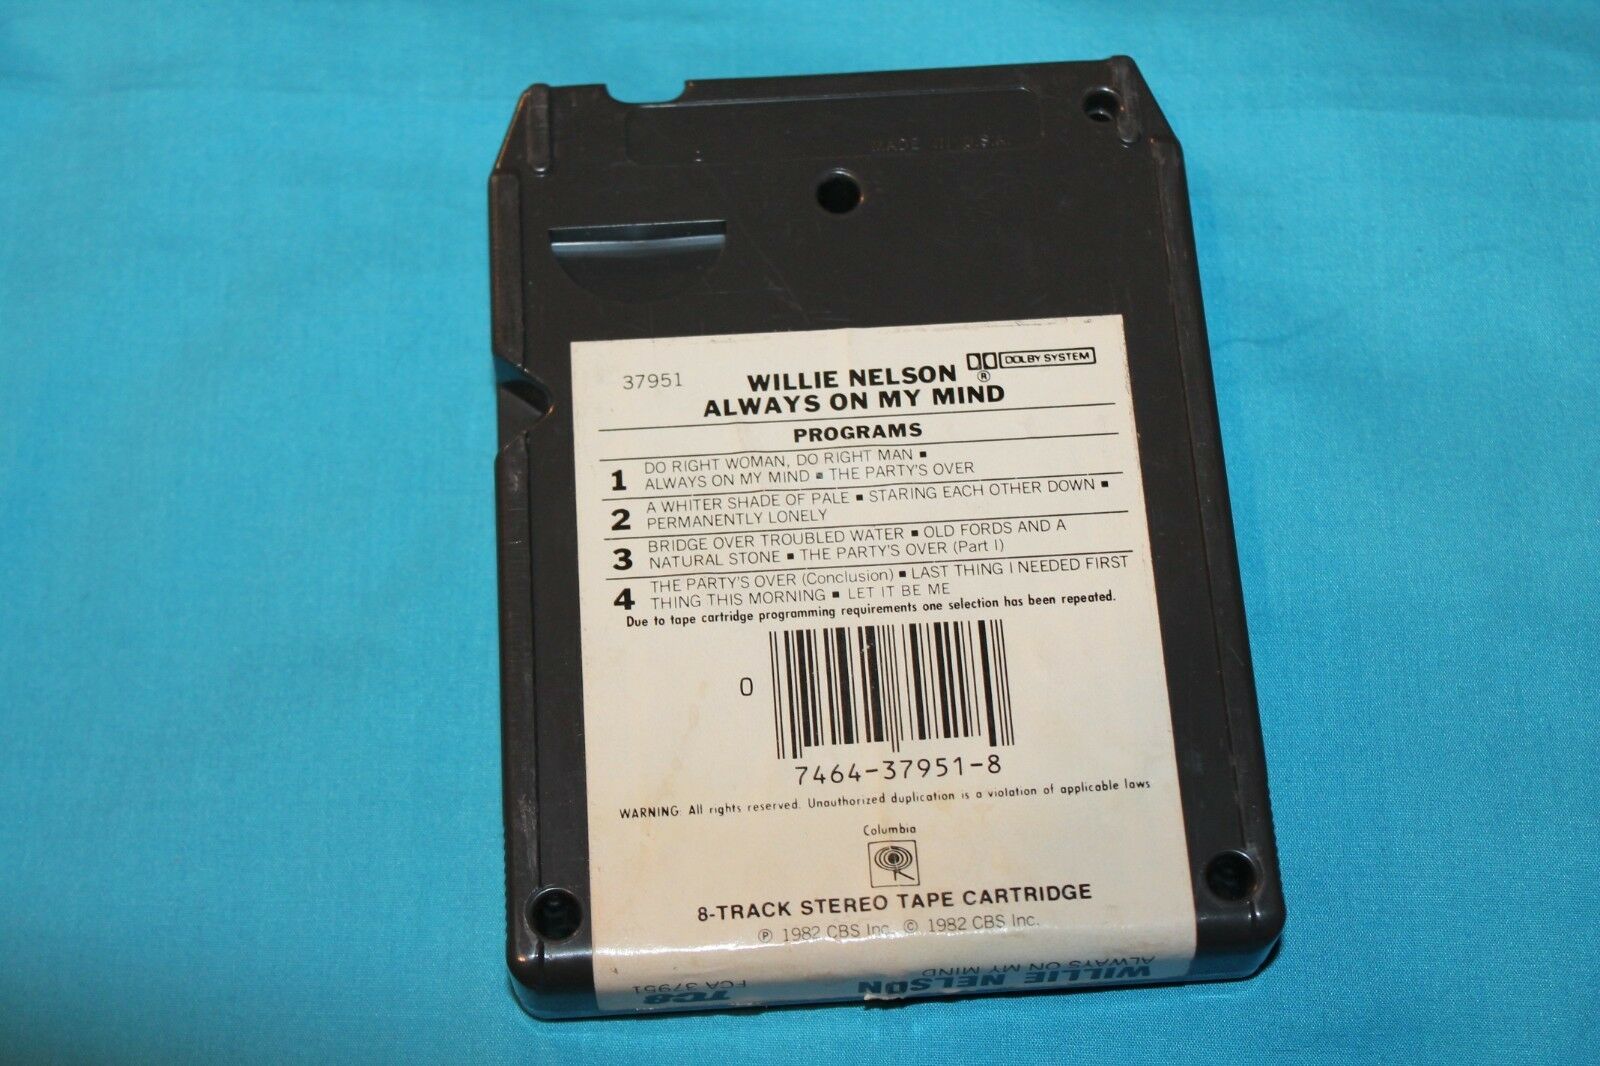 MADE IN U.S.A.
37951
WILLIE NELSON
DOLBY SYSTEM
®
ALWAYS ON MY MIND
PROGRAMS
1 DO RIGHT WOMAN, DO RIGHT MAN ■
ALWAYS ON MY MIND ■ THE PARTY'S OVER
2 A WHITER SHADE OF PALE ■ STARING EACH OTHER DOWN ■
PERMANENTLY LONELY
3 BRIDGE OVER TROUBLED WATER ■ OLD FORDS AND A
NATURAL STONE ■ THE PARTY'S OVER (Part I)
4 THE PARTY'S OVER (Conclusion) ■ LAST THING I NEEDED FIRST
THING THIS MORNING ■ LET IT BE ME
Due to tape cartridge programming requirements one selection has been repeated.
0
7464-37951-8
WARNING: All rights reserved. Unauthorized duplication is a violation of applicable laws
Columbia
8-TRACK STEREO TAPE CARTRIDGE
℗ 1982 CBS Inc. © 1982 CBS Inc.
WILLIE NELSON
ALWAYS ON MY MIND
TC8
FCA 37951